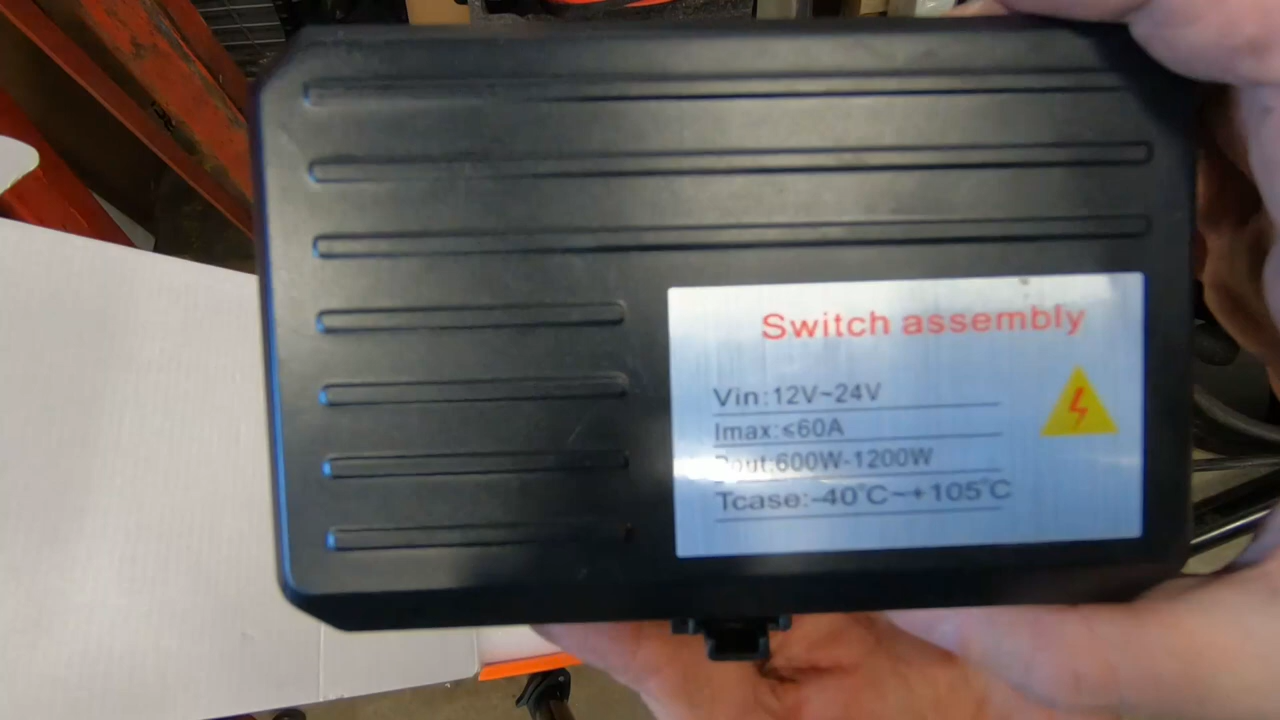 Switch assembly
Vin:12V~24V
Imax:≤60A
Pout:600W-1200W
Tcase:-40°C~+105°C